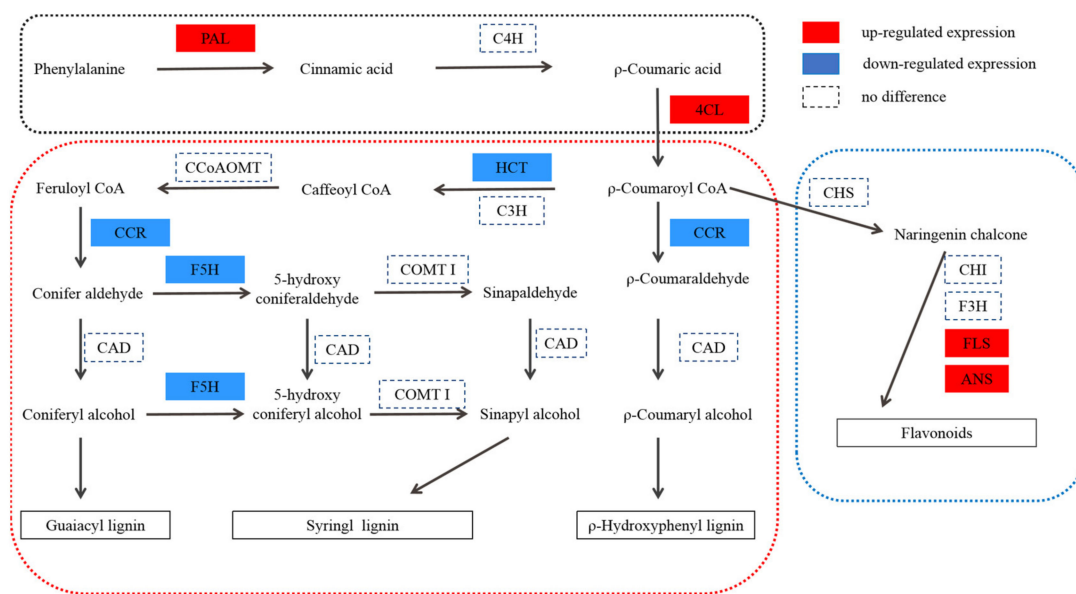 PAL
C4H
Phenylalanine
Cinnamic acid
ρ-Coumaric acid
4CL
up-regulated expression
down-regulated expression
no difference
CCoAOMT
HCT
Feruloyl CoA
Caffeoyl CoA
C3H
ρ-Coumaroyl CoA
CHS
CCR
CCR
Naringenin chalcone
F5H
COMT I
Conifer aldehyde
5-hydroxy
coniferaldehyde
Sinapaldehyde
ρ-Coumaraldehyde
CHI
F3H
FLS
ANS
CAD
CAD
CAD
CAD
F5H
COMT I
Coniferyl alcohol
5-hydroxy
coniferyl alcohol
Sinapyl alcohol
ρ-Coumaryl alcohol
Flavonoids
Guaiacyl lignin
Syringl lignin
ρ-Hydroxyphenyl lignin